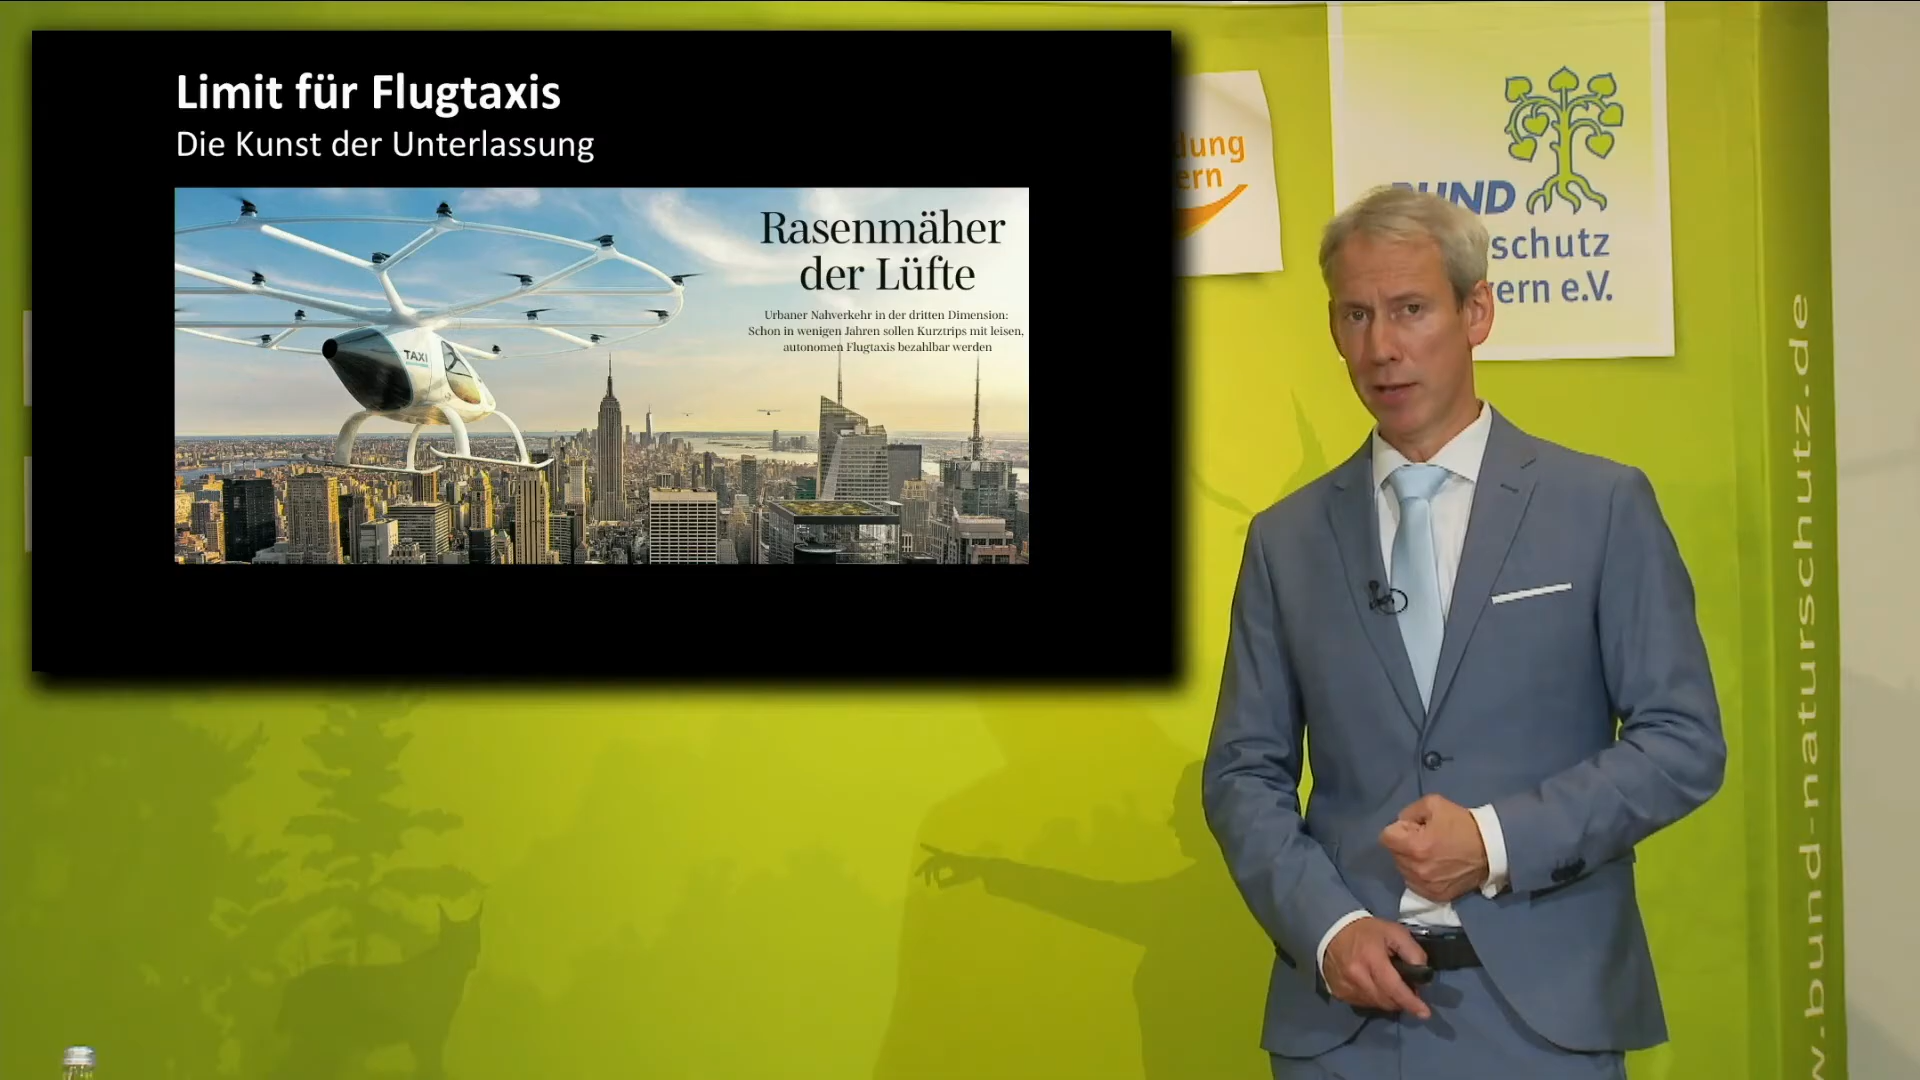 Limit für Flugtaxis
Die Kunst der Unterlassung
Rasenmäher
der Lüfte
Urbaner Nahverkehr in der dritten Dimension:
Schon in wenigen Jahren sollen Kurztrips mit leisen,
autonomen Flugtaxis bezahlbar werden
TAXI
dung
ern
BUND
schutz
ern e.V.
w.bund-naturschutz.de